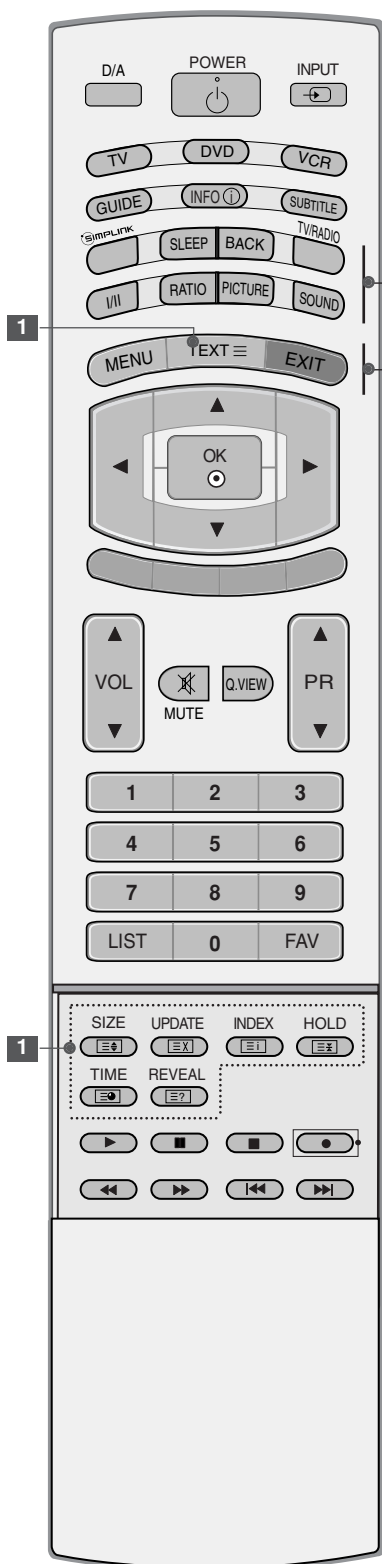 D/A POWER INPUT
TV DVD VCR
GUIDE INFO i SUBTITLE
SIMPLINK TV/RADIO
SLEEP BACK
I/II RATIO PICTURE SOUND
1
MENU TEXT EXIT
OK
VOL MUTE Q.VIEW PR
1 2 3
4 5 6
7 8 9
LIST 0 FAV
SIZE UPDATE INDEX HOLD
1
TIME REVEAL